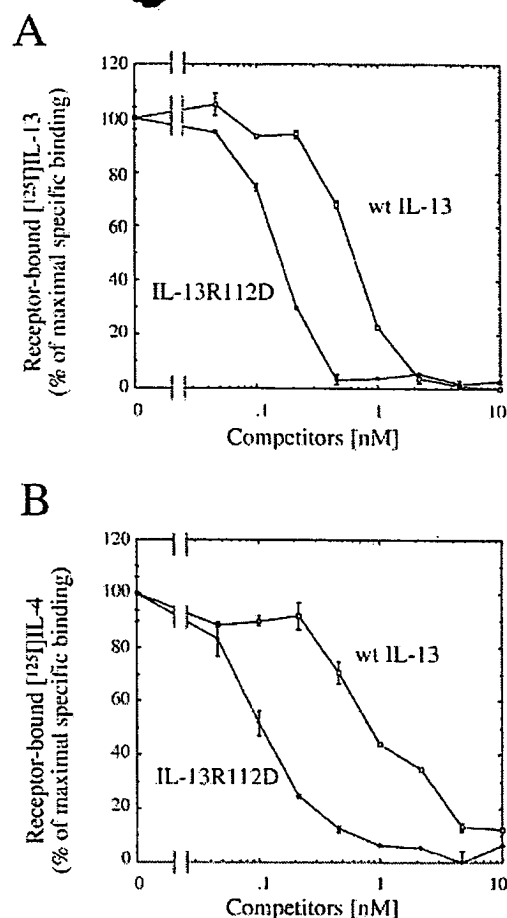 A
120
100
80
60
40
20
0
Receptor-bound [¹²⁵I]IL-13
(% of maximal specific binding)
wt IL-13
IL-13R112D
0 .1 1 10
Competitors [nM]
B
120
100
80
60
40
20
0
Receptor-bound [¹²⁵I]IL-4
(% of maximal specific binding)
wt IL-13
IL-13R112D
0 .1 1 10
Competitors [nM]